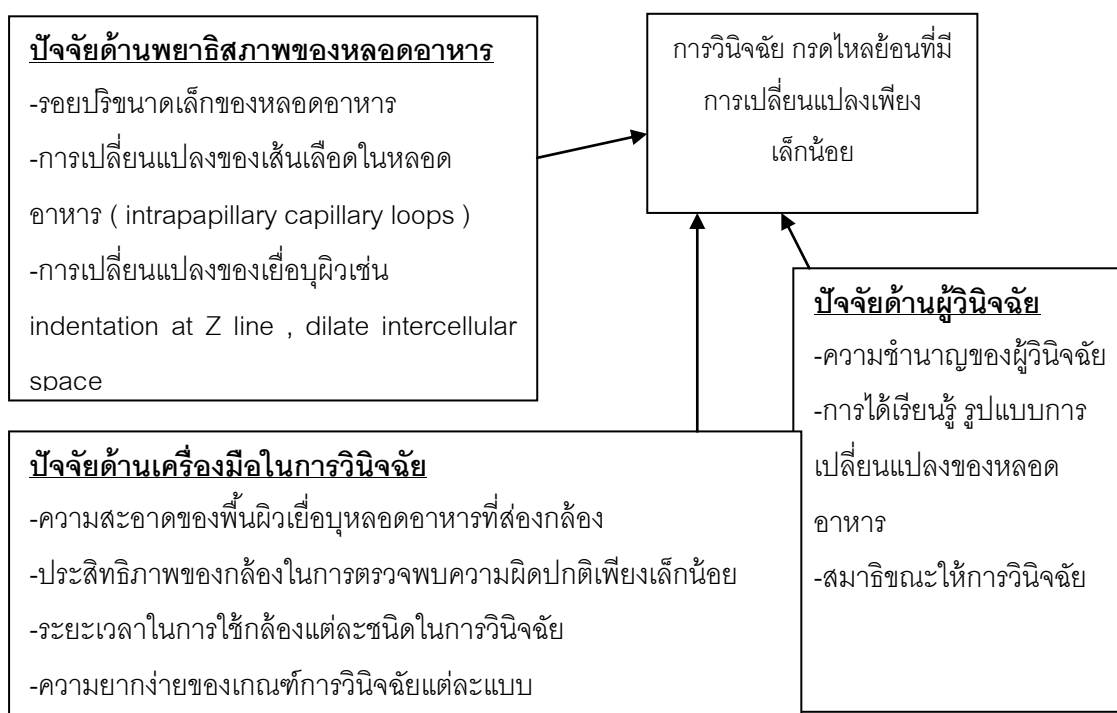 ปัจจัยด้านพยาธิสภาพของหลอดอาหาร
-รอยปริขนาดเล็กของหลอดอาหาร
-การเปลี่ยนแปลงของเส้นเลือดในหลอด
อาหาร ( intrapapillary capillary loops )
-การเปลี่ยนแปลงของเยื่อบุผิวเช่น
indentation at Z line , dilate intercellular
space
การวินิจฉัย กรดไหลย้อนที่มี
การเปลี่ยนแปลงเพียง
เล็กน้อย
ปัจจัยด้านผู้วินิจฉัย
-ความชำนาญของผู้วินิจฉัย
-การได้เรียนรู้ รูปแบบการ
เปลี่ยนแปลงของหลอด
อาหาร
-สมาธิขณะให้การวินิจฉัย
ปัจจัยด้านเครื่องมือในการวินิจฉัย
-ความสะอาดของพื้นผิวเยื่อบุหลอดอาหารที่ส่องกล้อง
-ประสิทธิภาพของกล้องในการตรวจพบความผิดปกติเพียงเล็กน้อย
-ระยะเวลาในการใช้กล้องแต่ละชนิดในการวินิจฉัย
-ความยากง่ายของเกณฑ์การวินิจฉัยแต่ละแบบ